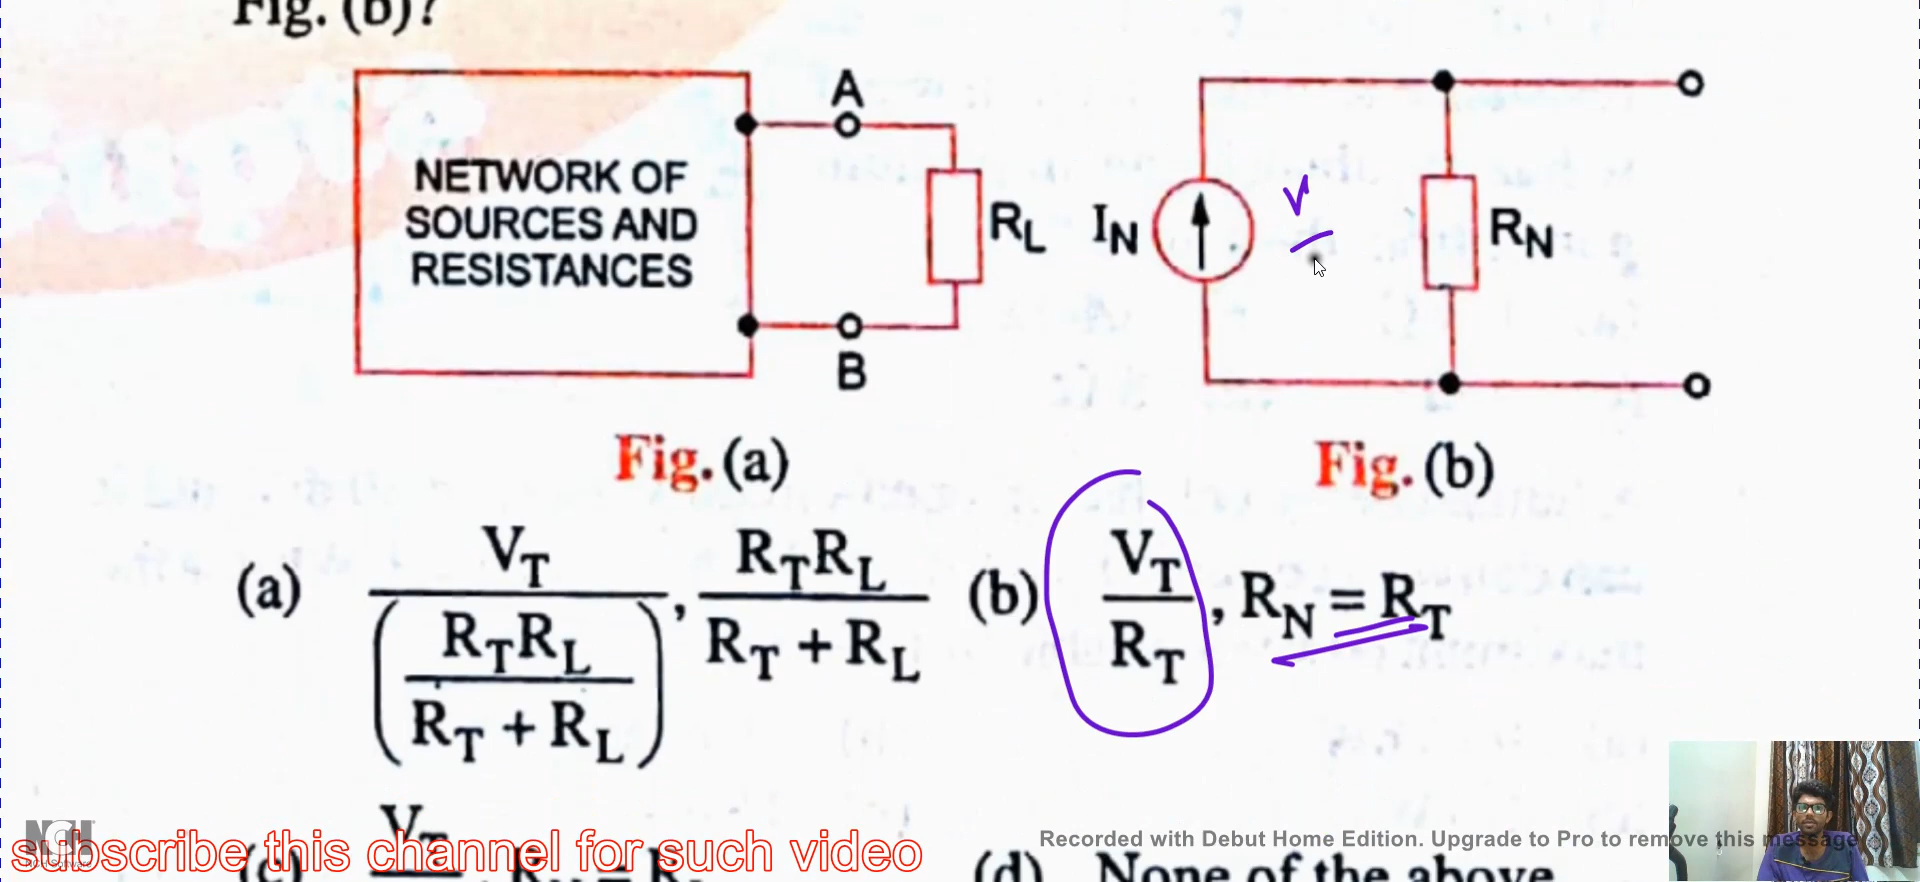 Fig. (b)?
A
NETWORK OF
SOURCES AND
RESISTANCES
RL
IN
V
RN
B
Fig. (a)
Fig. (b)
(a) VT / (RTRL / RT + RL), RTRL / RT + RL
(b) VT / RT, RN = RT
(c) VT
(d) None of the above
NCH
subscribe this channel for such video
Recorded with Debut Home Edition. Upgrade to Pro to remove this message